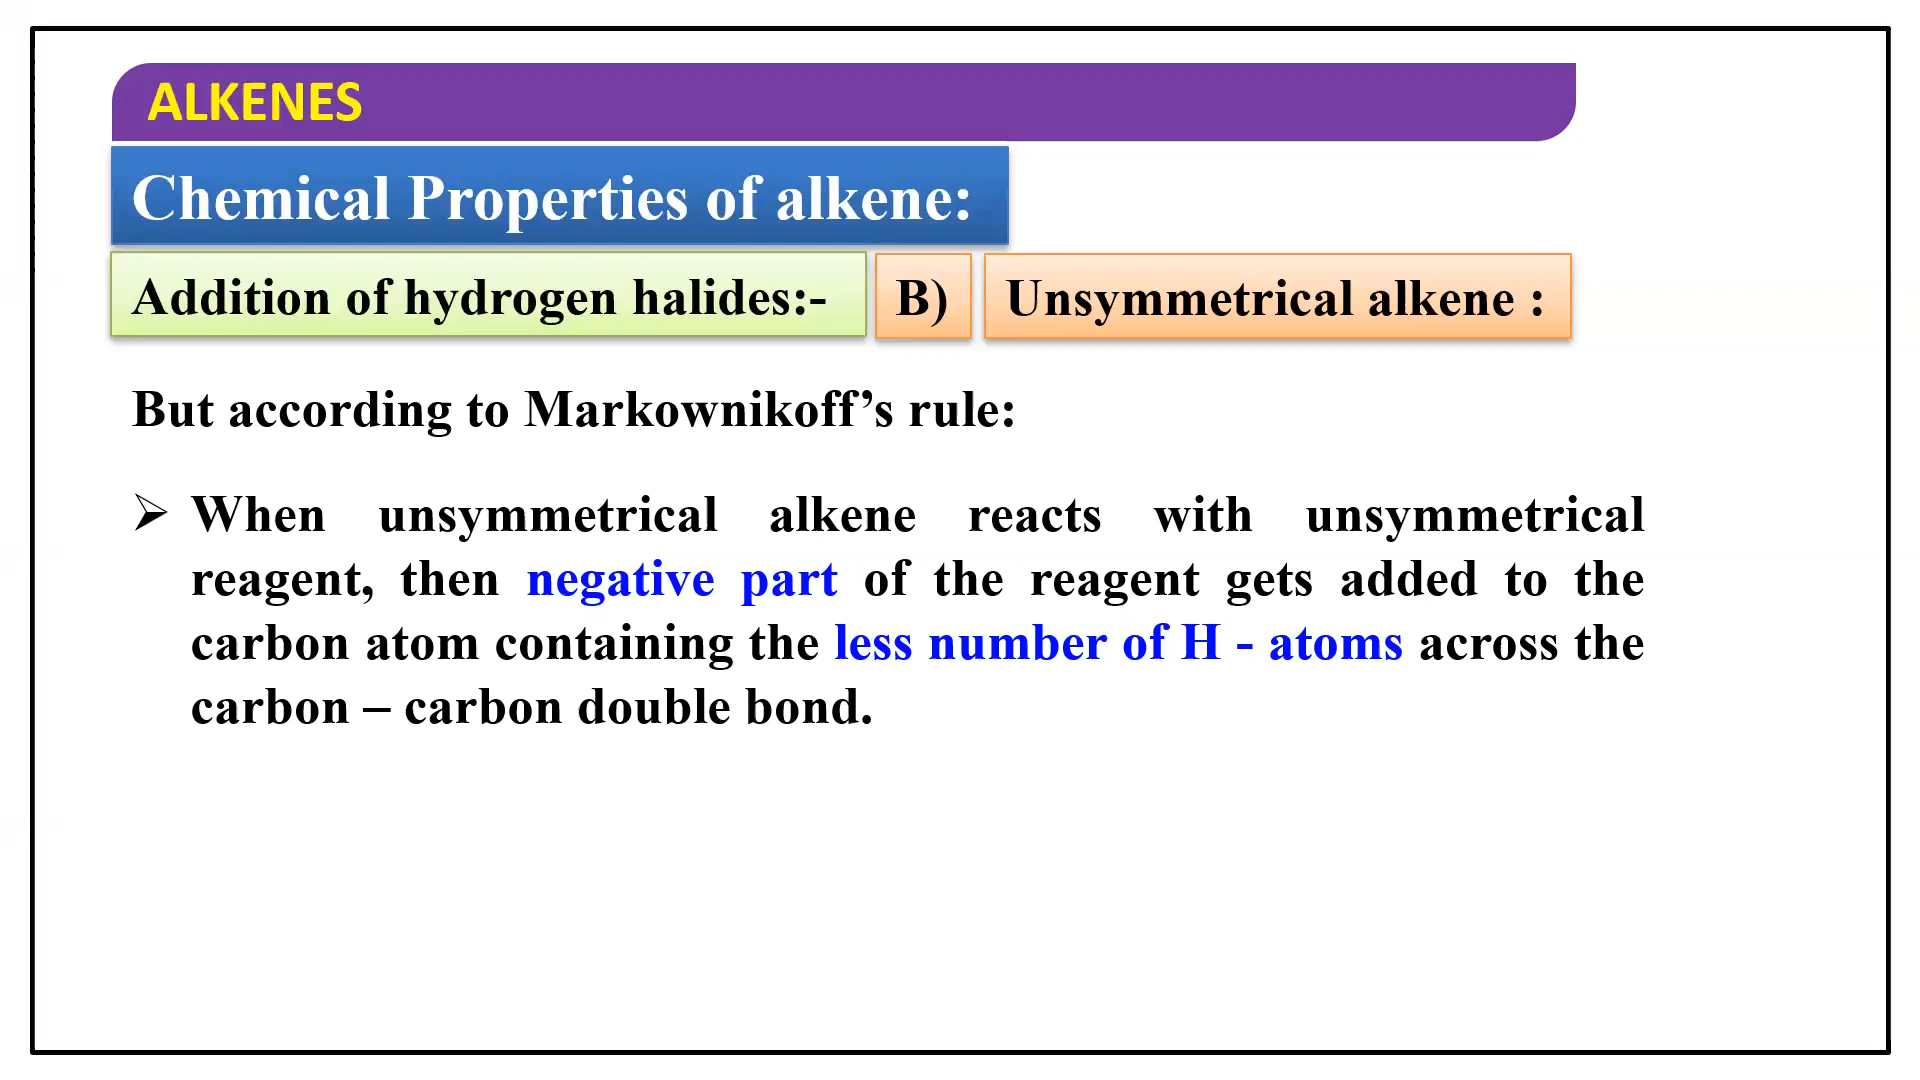 ALKENES
Chemical Properties of alkene:
Addition of hydrogen halides:- B) Unsymmetrical alkene :
But according to Markownikoff’s rule:
➢ When unsymmetrical alkene reacts with unsymmetrical
reagent, then negative part of the reagent gets added to the
carbon atom containing the less number of H - atoms across the
carbon – carbon double bond.